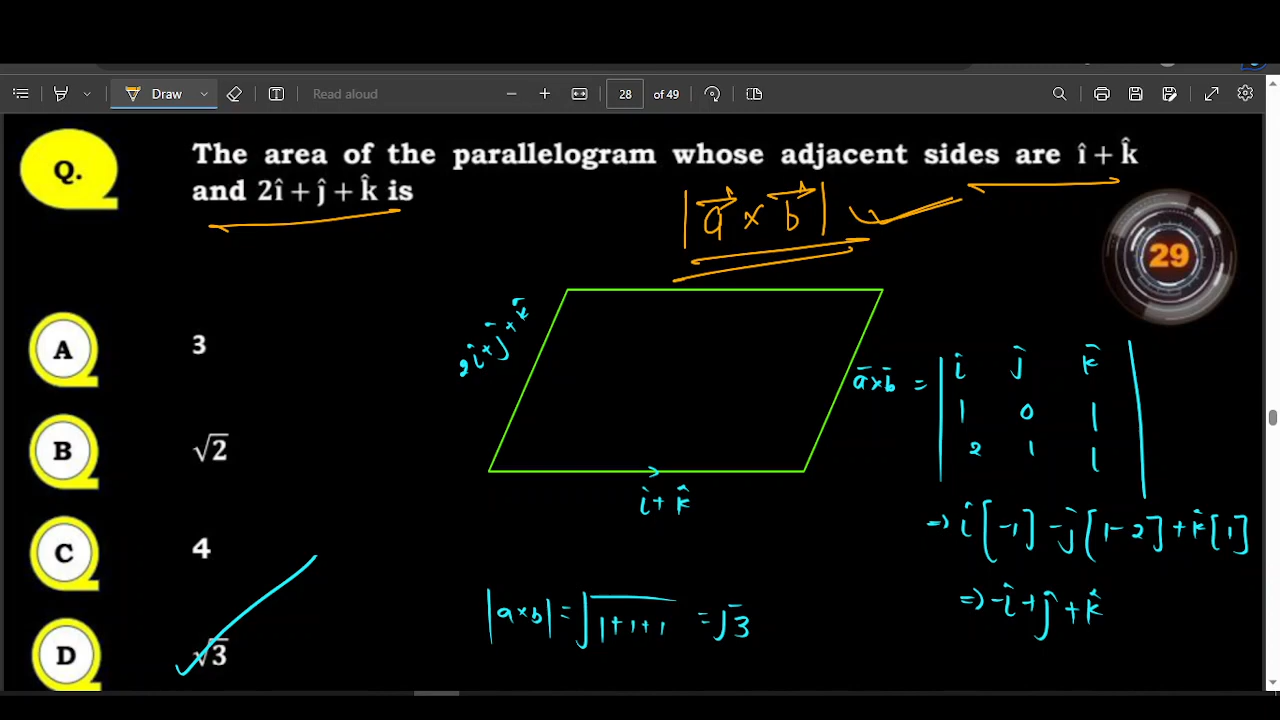 Draw
Read aloud
28 of 49
Q.
The area of the parallelogram whose adjacent sides are î + k̂
and 2î + ĵ + k̂ is
|a⃗ × b⃗|
29
A 3
B √2
C 4
D √3
2î + ĵ + k̂
î + k̂
a̅×b̅ = | î ĵ k̂
1 0 1
2 1 1 |
=> î[-1] - ĵ[1-2] + k̂[1]
=> -î + ĵ + k̂
|a×b| = √1+1+1 = √3